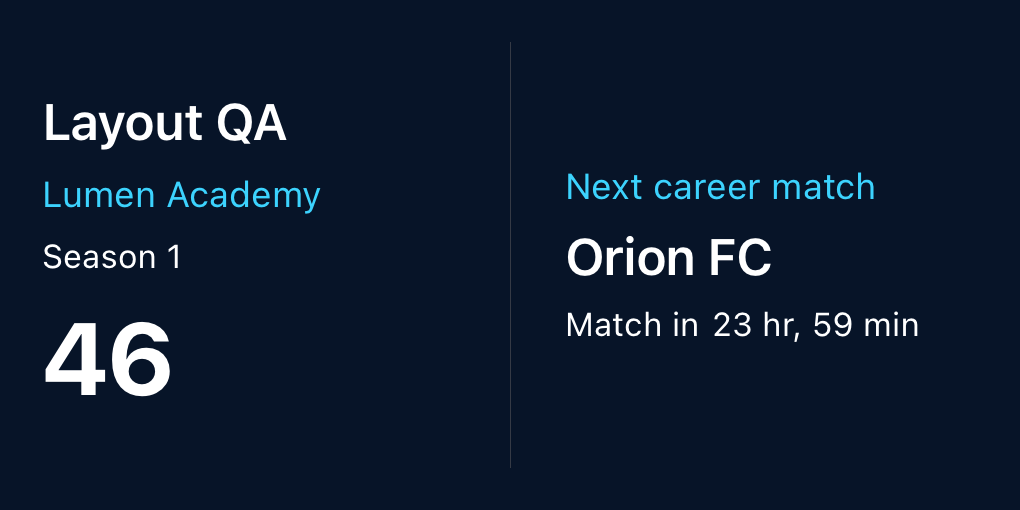 Layout QA
Lumen Academy
Season 1
46
Next career match
Orion FC
Match in 23 hr, 59 min